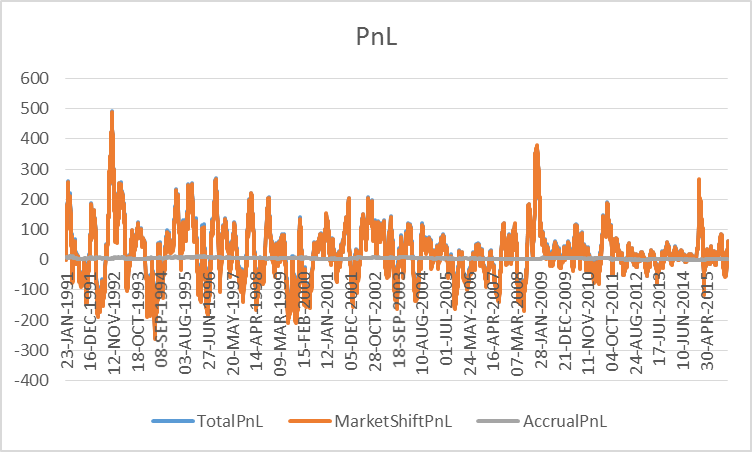 PnL
600
500
400
300
200
100
0
-100
-200
-300
-400
23-JAN-1991
16-DEC-1991
12-NOV-1992
18-OCT-1993
08-SEP-1994
03-AUG-1995
27-JUN-1996
20-MAY-1997
14-APR-1998
09-MAR-1999
15-FEB-2000
12-JAN-2001
05-DEC-2001
28-OCT-2002
18-SEP-2003
10-AUG-2004
01-JUL-2005
24-MAY-2006
19-APR-2007
07-MAR-2008
28-JAN-2009
21-DEC-2009
11-NOV-2010
04-OCT-2011
24-AUG-2012
17-JUL-2013
10-JUN-2014
30-APR-2015
TotalPnL MarketShiftPnL AccrualPnL